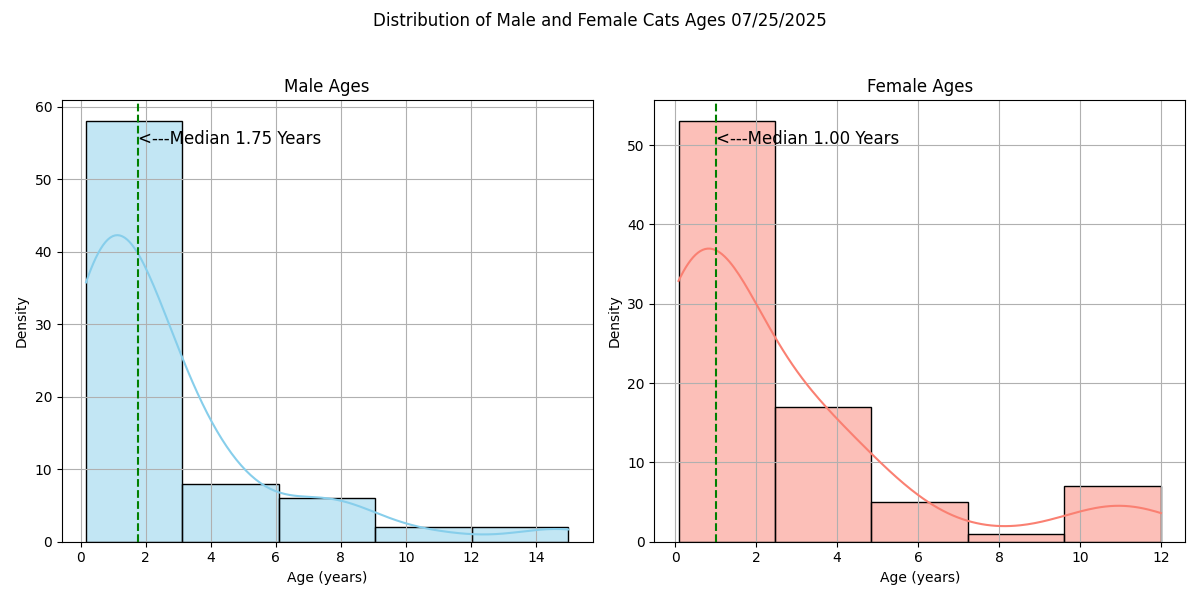 Distribution of Male and Female Cats Ages 07/25/2025
Male Ages
60
50
40
30
20
10
0
Density
<---Median 1.75 Years
0 2 4 6 8 10 12 14
Age (years)
Female Ages
50
40
30
20
10
0
Density
<---Median 1.00 Years
0 2 4 6 8 10 12
Age (years)